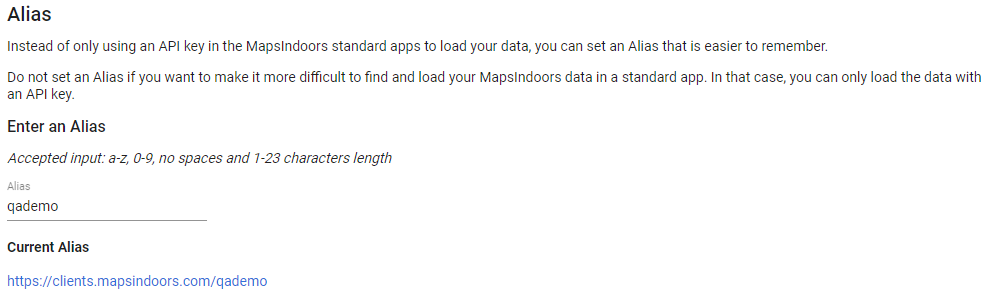 Alias
Instead of only using an API key in the MapsIndoors standard apps to load your data, you can set an Alias that is easier to remember.
Do not set an Alias if you want to make it more difficult to find and load your MapsIndoors data in a standard app. In that case, you can only load the data with
an API key.
Enter an Alias
Accepted input: a-z, 0-9, no spaces and 1-23 characters length
Alias
qademo
Current Alias
https://clients.mapsindoors.com/qademo